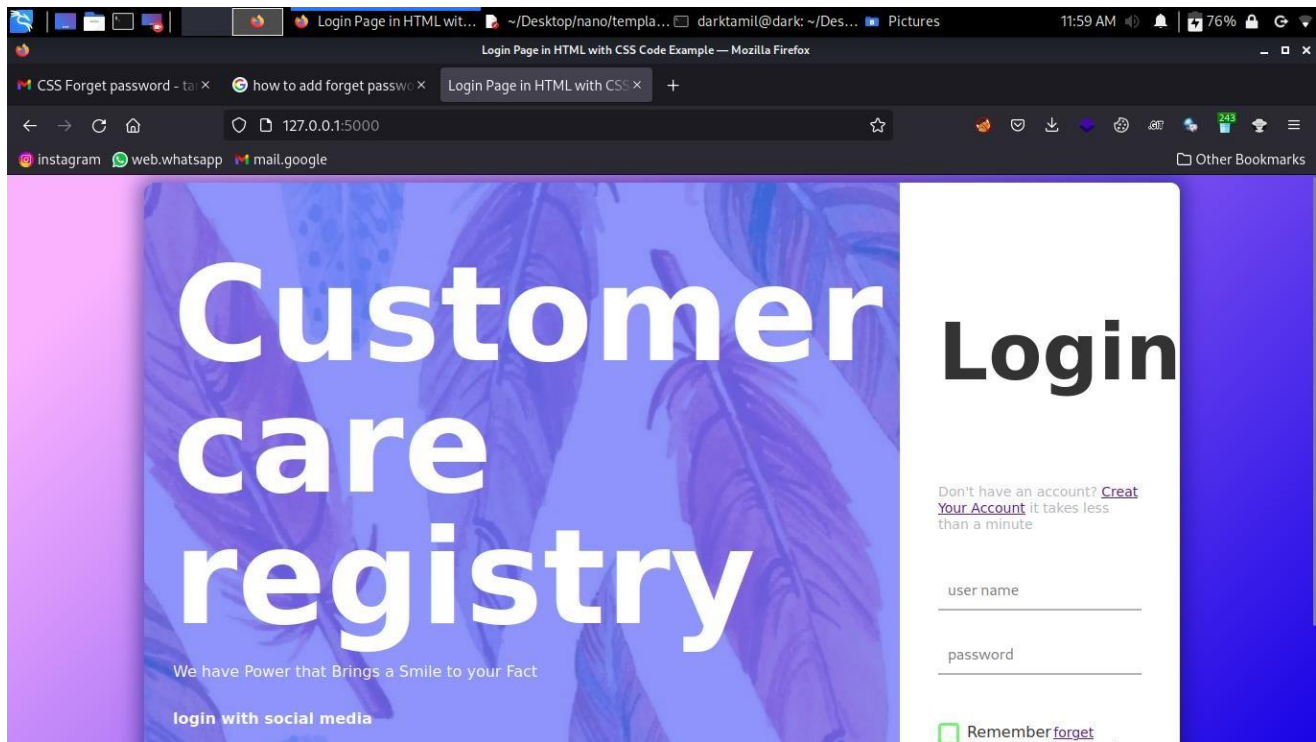 Login Page in HTML wit...
~/Desktop/nano/templa...
darktamil@dark: ~/Des...
Pictures
11:59 AM
76%
Login Page in HTML with CSS Code Example — Mozilla Firefox
CSS Forget password - ta
how to add forget passwo
Login Page in HTML with CSS
127.0.0.1:5000
243
instagram
web.whatsapp
mail.google
Other Bookmarks
Customer
care
registry
We have Power that Brings a Smile to your Fact
login with social media
Login
Don't have an account? Creat
Your Account it takes less
than a minute
user name
password
Remember forget